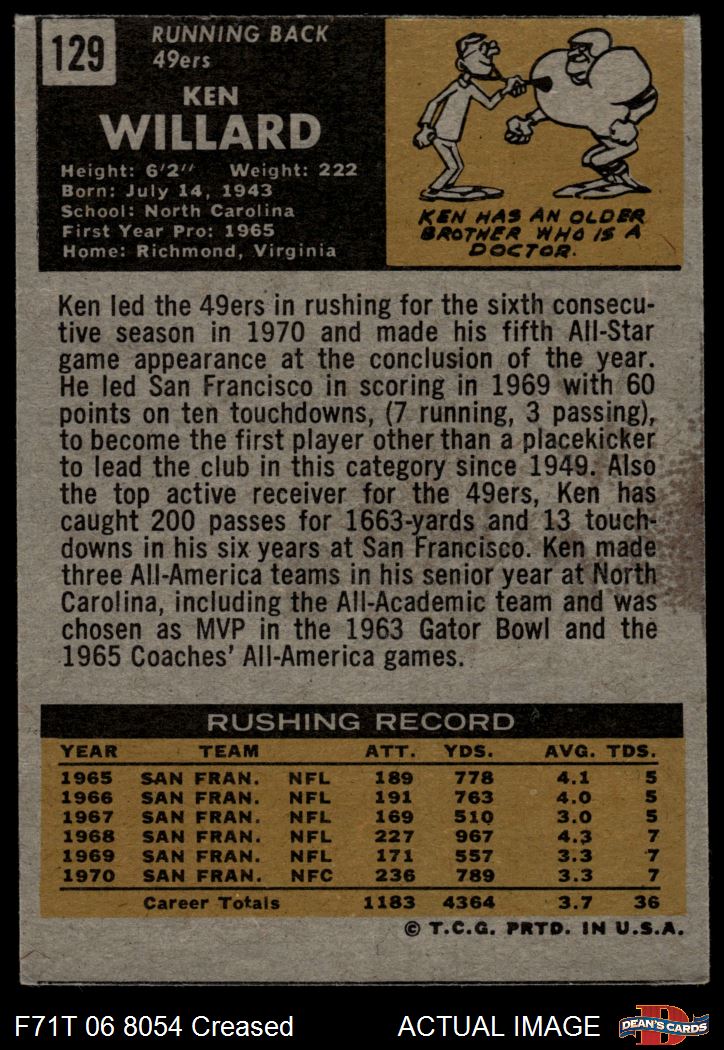 129
RUNNING BACK
49ers
KEN
WILLARD
Height: 6'2" Weight: 222
Born: July 14, 1943
School: North Carolina
First Year Pro: 1965
Home: Richmond, Virginia
KEN HAS AN OLDER
BROTHER WHO IS A
DOCTOR.
Ken led the 49ers in rushing for the sixth consecu-
tive season in 1970 and made his fifth All-Star
game appearance at the conclusion of the year.
He led San Francisco in scoring in 1969 with 60
points on ten touchdowns, (7 running, 3 passing),
to become the first player other than a placekicker
to lead the club in this category since 1949. Also
the top active receiver for the 49ers, Ken has
caught 200 passes for 1663-yards and 13 touch-
downs in his six years at San Francisco. Ken made
three All-America teams in his senior year at North
Carolina, including the All-Academic team and was
chosen as MVP in the 1963 Gator Bowl and the
1965 Coaches' All-America games.
RUSHING RECORD
YEAR TEAM ATT. YDS. AVG. TDS.
1965 SAN FRAN. NFL 189 778 4.1 5
1966 SAN FRAN. NFL 191 763 4.0 5
1967 SAN FRAN. NFL 169 510 3.0 5
1968 SAN FRAN. NFL 227 967 4.3 7
1969 SAN FRAN. NFL 171 557 3.3 7
1970 SAN FRAN. NFC 236 789 3.3 7
Career Totals 1183 4364 3.7 36
© T.C.G. PRTD. IN U.S.A.
F71T 06 8054 Creased ACTUAL IMAGE
D
DEAN'S CARDS